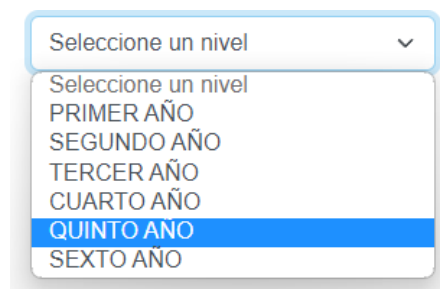 Seleccione un nivel
Seleccione un nivel
PRIMER AÑO
SEGUNDO AÑO
TERCER AÑO
CUARTO AÑO
QUINTO AÑO
SEXTO AÑO